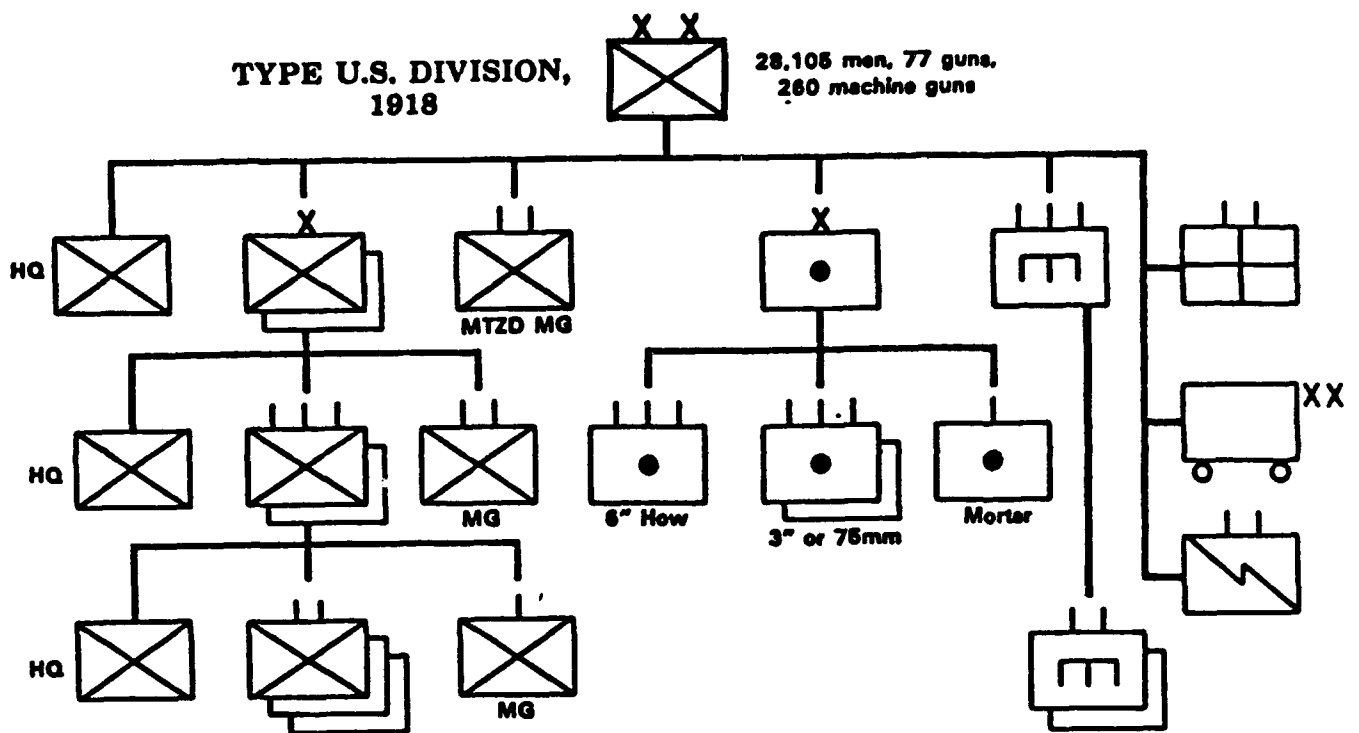 X X
TYPE U.S. DIVISION,
1918
28,105 men, 77 guns,
260 machine guns
X
X
HQ
MTZD MG
XX
HQ
MG
6" How
3" or 75mm
Mortar
HQ
MG